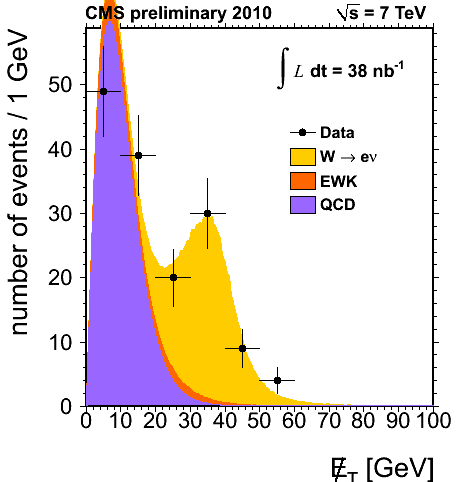 CMS preliminary 2010 √s = 7 TeV
∫ L dt = 38 nb⁻¹
Data
W → eν
EWK
QCD
number of events / 1 GeV
50
40
30
20
10
0
0 10 20 30 40 50 60 70 80 90 100
E̸_T [GeV]